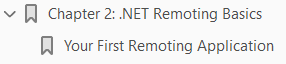 Chapter 2: .NET Remoting Basics
Your First Remoting Application